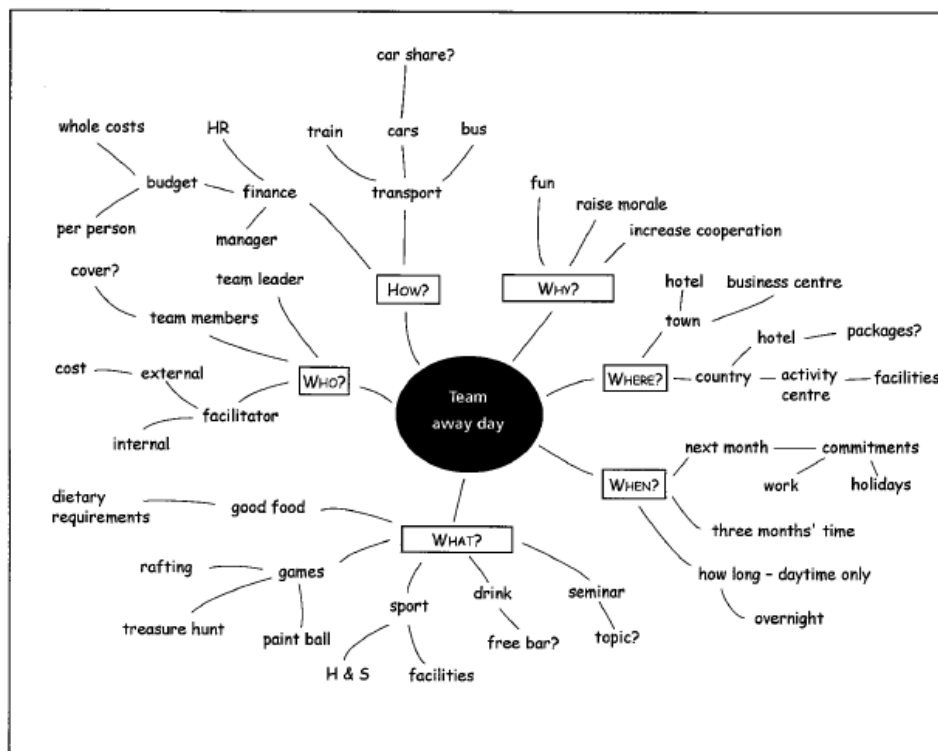 car share?
whole costs
HR
train
cars
bus
budget
finance
transport
fun
raise morale
per person
manager
increase cooperation
cover?
team leader
HOW?
WHY?
hotel
business centre
team members
town
hotel
packages?
cost
external
WHO?
WHERE?
country
activity
centre
facilities
facilitator
internal
Team
away day
next month
commitments
WHEN?
work
holidays
dietary
requirements
good food
WHAT?
three months' time
rafting
games
drink
seminar
how long – daytime only
sport
treasure hunt
paint ball
free bar?
topic?
overnight
H & S
facilities